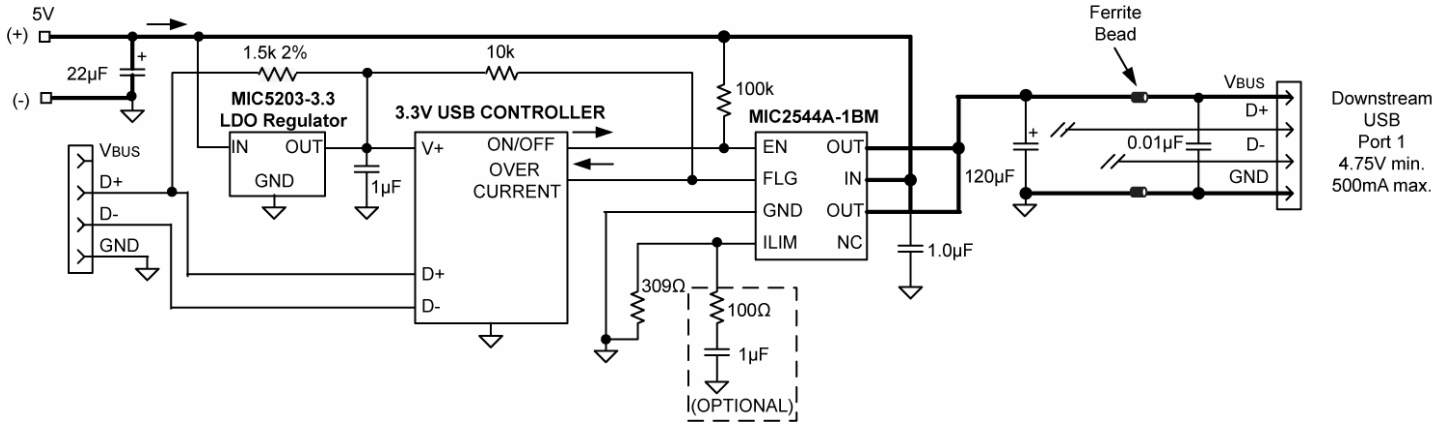 5V
(+)
(-)
22µF
1.5k 2%
10k
100k
Ferrite
Bead
MIC5203-3.3
LDO Regulator
IN
OUT
GND
1µF
3.3V USB CONTROLLER
V+
ON/OFF
OVER
CURRENT
D+
D-
VBUS
D+
D-
GND
MIC2544A-1BM
EN
OUT
FLG
IN
GND
OUT
ILIM
NC
309Ω
100Ω
1µF
(OPTIONAL)
1.0µF
120µF
0.01µF
VBUS
D+
D-
GND
Downstream
USB
Port 1
4.75V min.
500mA max.